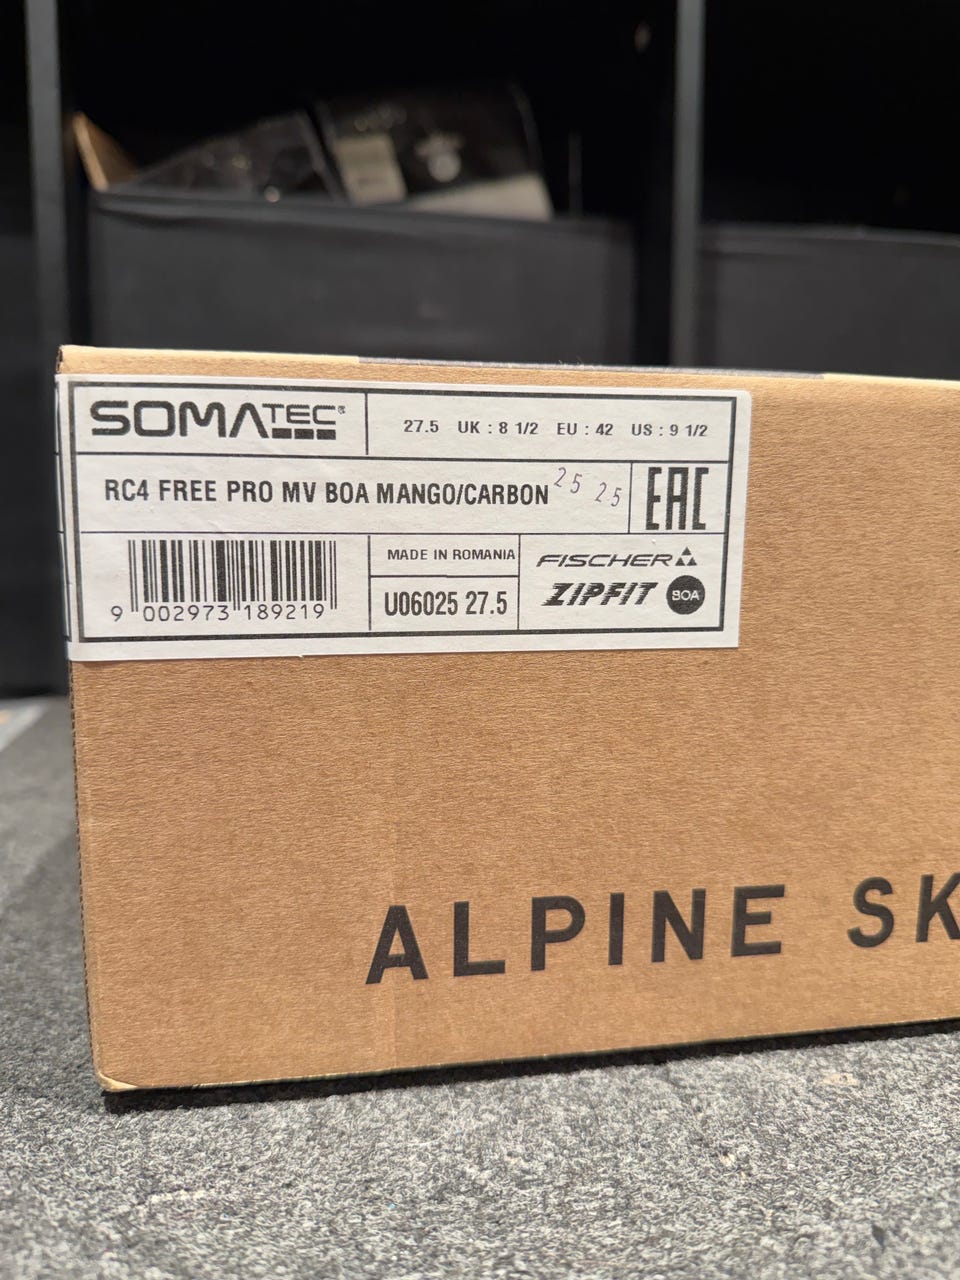 SOMATEC®
27.5 UK : 8 1/2 EU : 42 US : 9 1/2
RC4 FREE PRO MV BOA MANGO/CARBON 25 25
EAC
9 002973 189219
MADE IN ROMANIA
U06025 27.5
FISCHER
ZIPFIT BOA
ALPINE SK